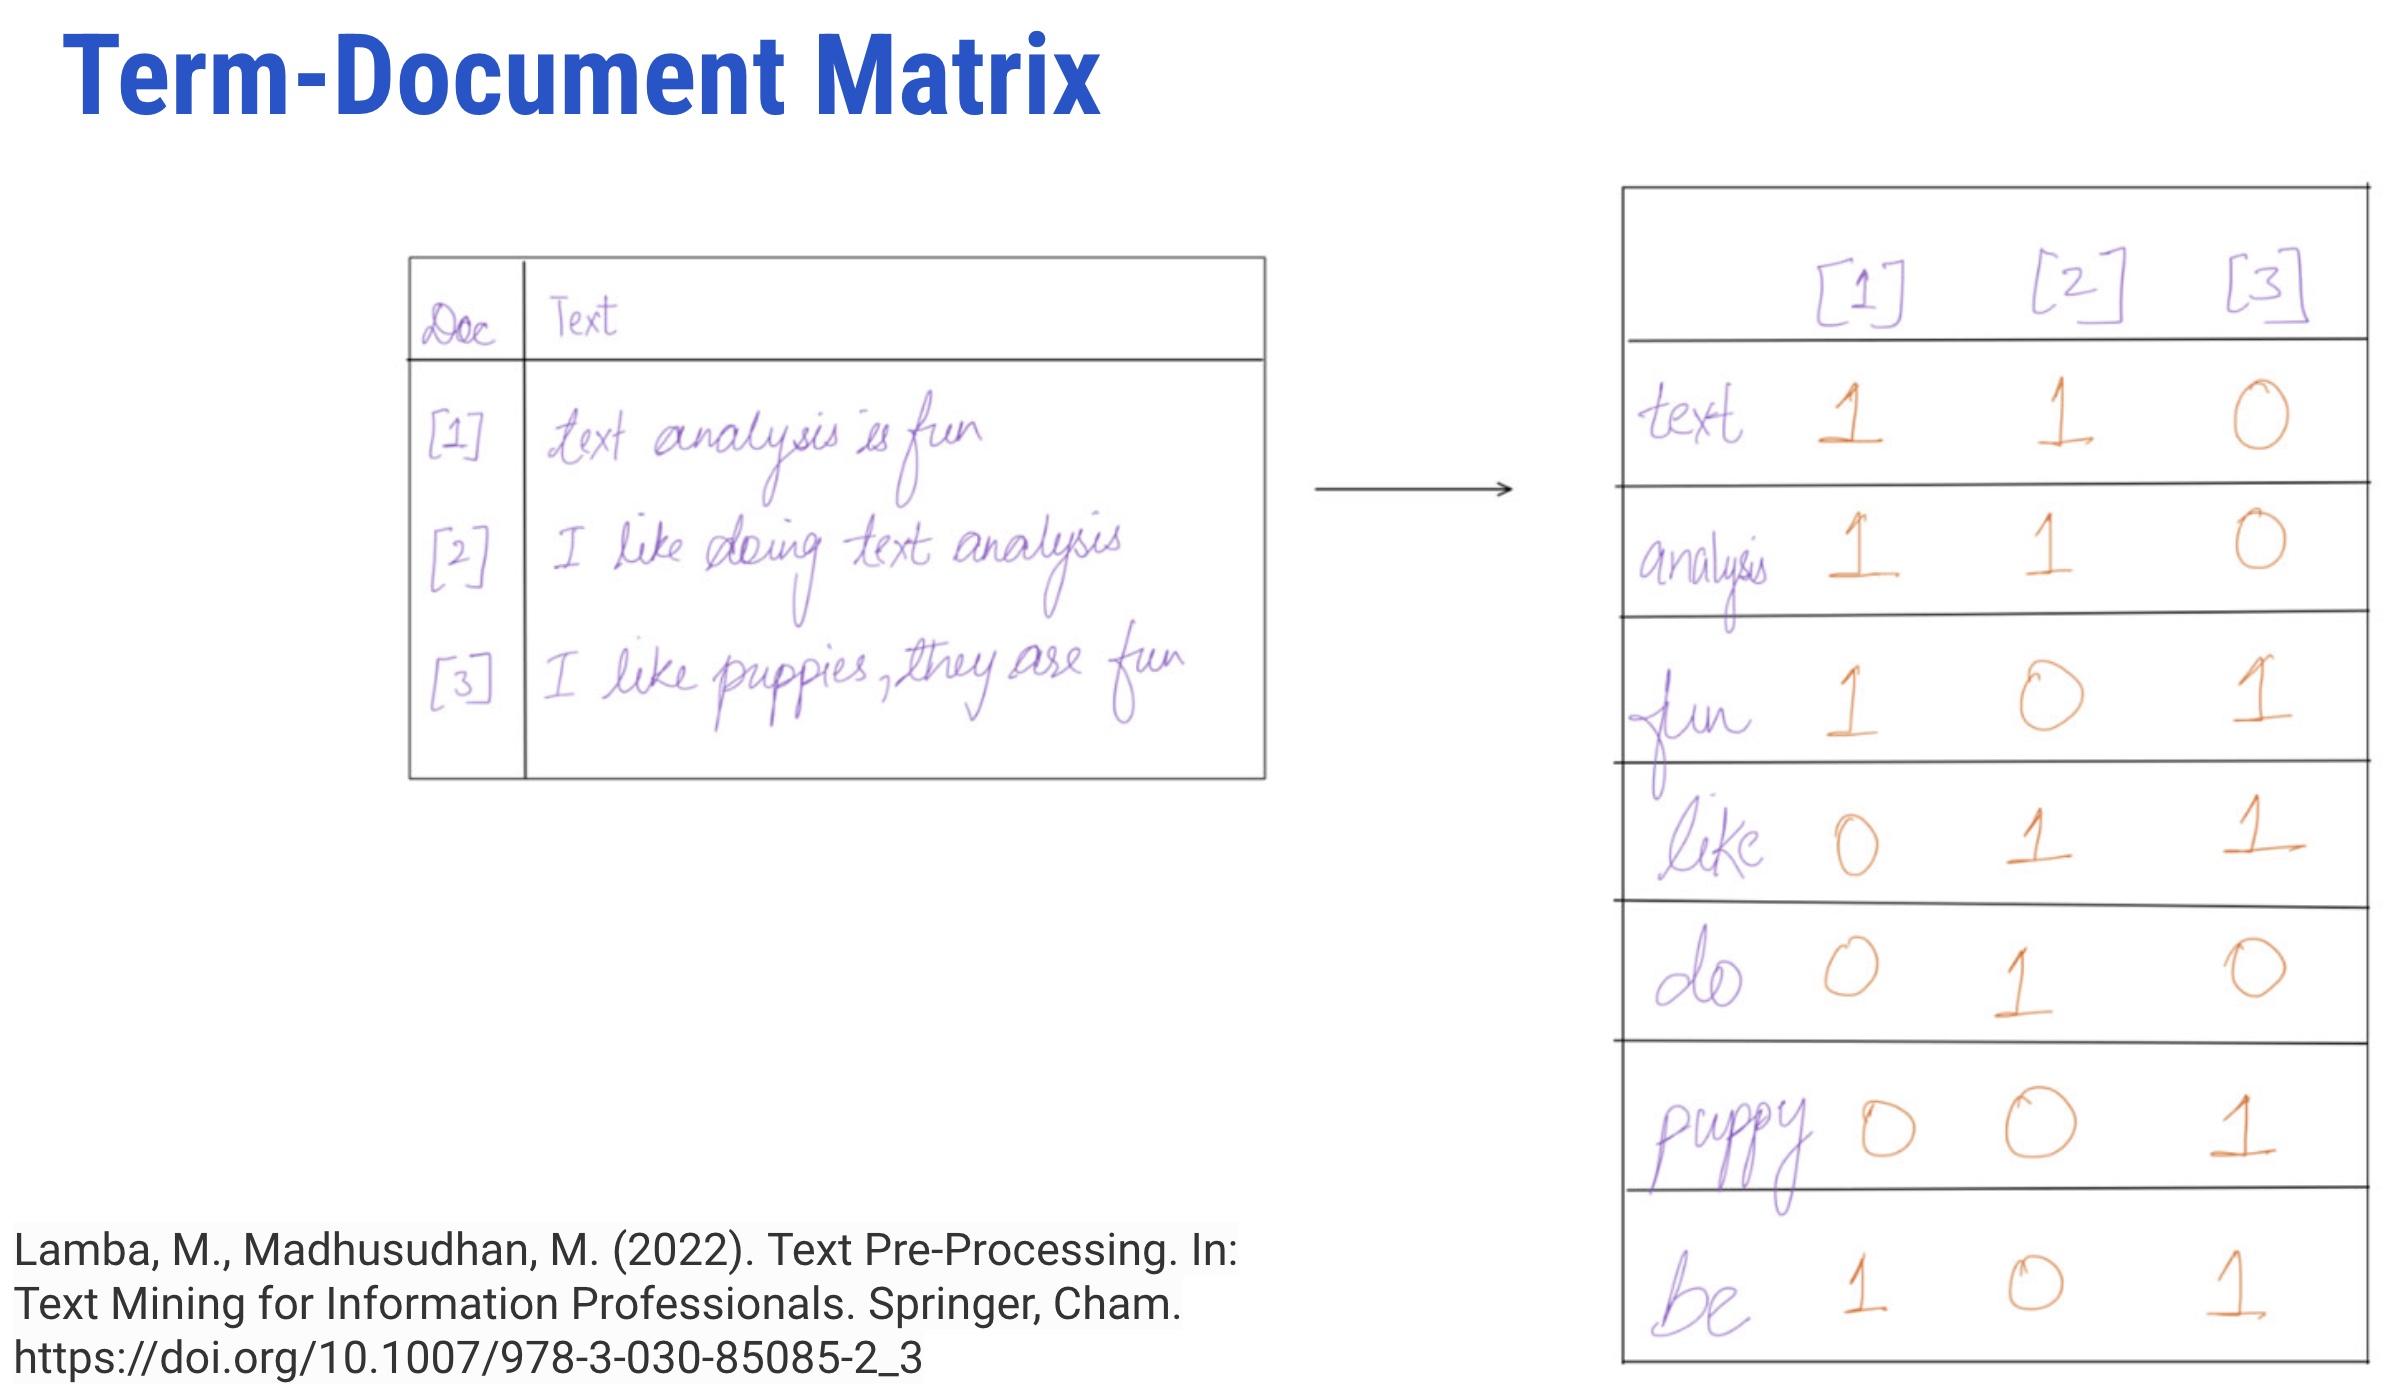 Term-Document Matrix
Doc Text
[1] text analysis is fun
[2] I like doing text analysis
[3] I like puppies, they are fun
[1] [2] [3]
text 1 1 0
analysis 1 1 0
fun 1 0 1
like 0 1 1
do 0 1 0
puppy 0 0 1
be 1 0 1
Lamba, M., Madhusudhan, M. (2022). Text Pre-Processing. In:
Text Mining for Information Professionals. Springer, Cham.
https://doi.org/10.1007/978-3-030-85085-2_3